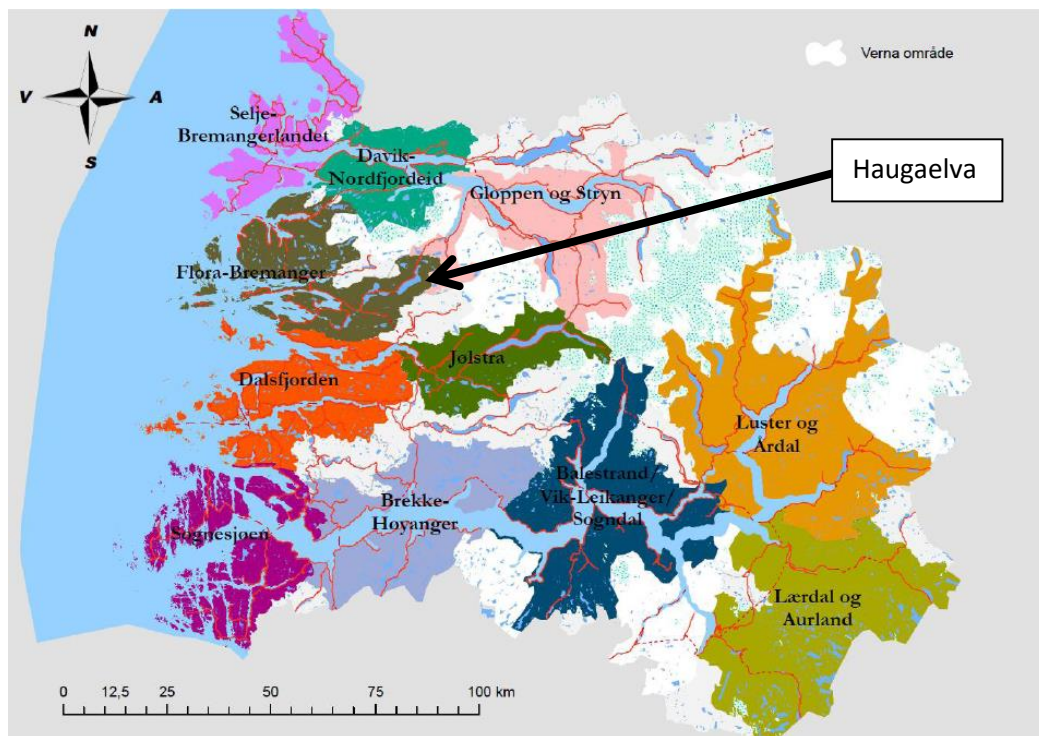 N
V
A
S
Verna område
Selje-
Bremangerlandet
Davik-
Nordfjordeid
Gloppen og Stryn
Haugaelva
Flora-Bremanger
Jølstra
Dalsfjorden
Luster og
Årdal
Balestrand/
Vik-Leikanger/
Sogndal
Brekke-
Høyanger
Sognesjøen
Lærdal og
Aurland
0 12,5 25 50 75 100 km